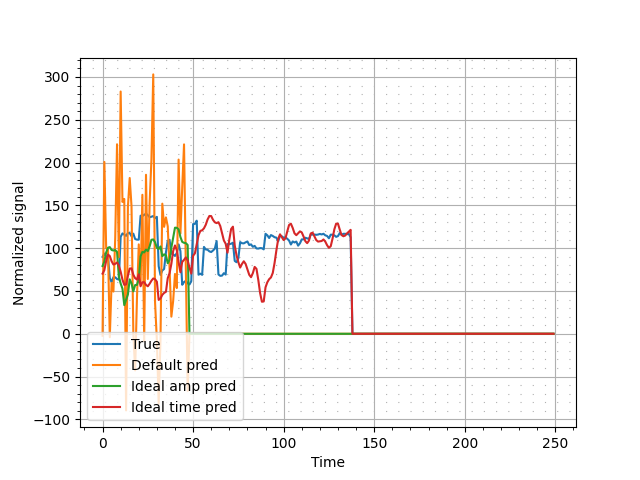 300
250
200
150
100
50
0
−50
−100
Normalized signal
True
Default pred
Ideal amp pred
Ideal time pred
0 50 100 150 200 250
Time